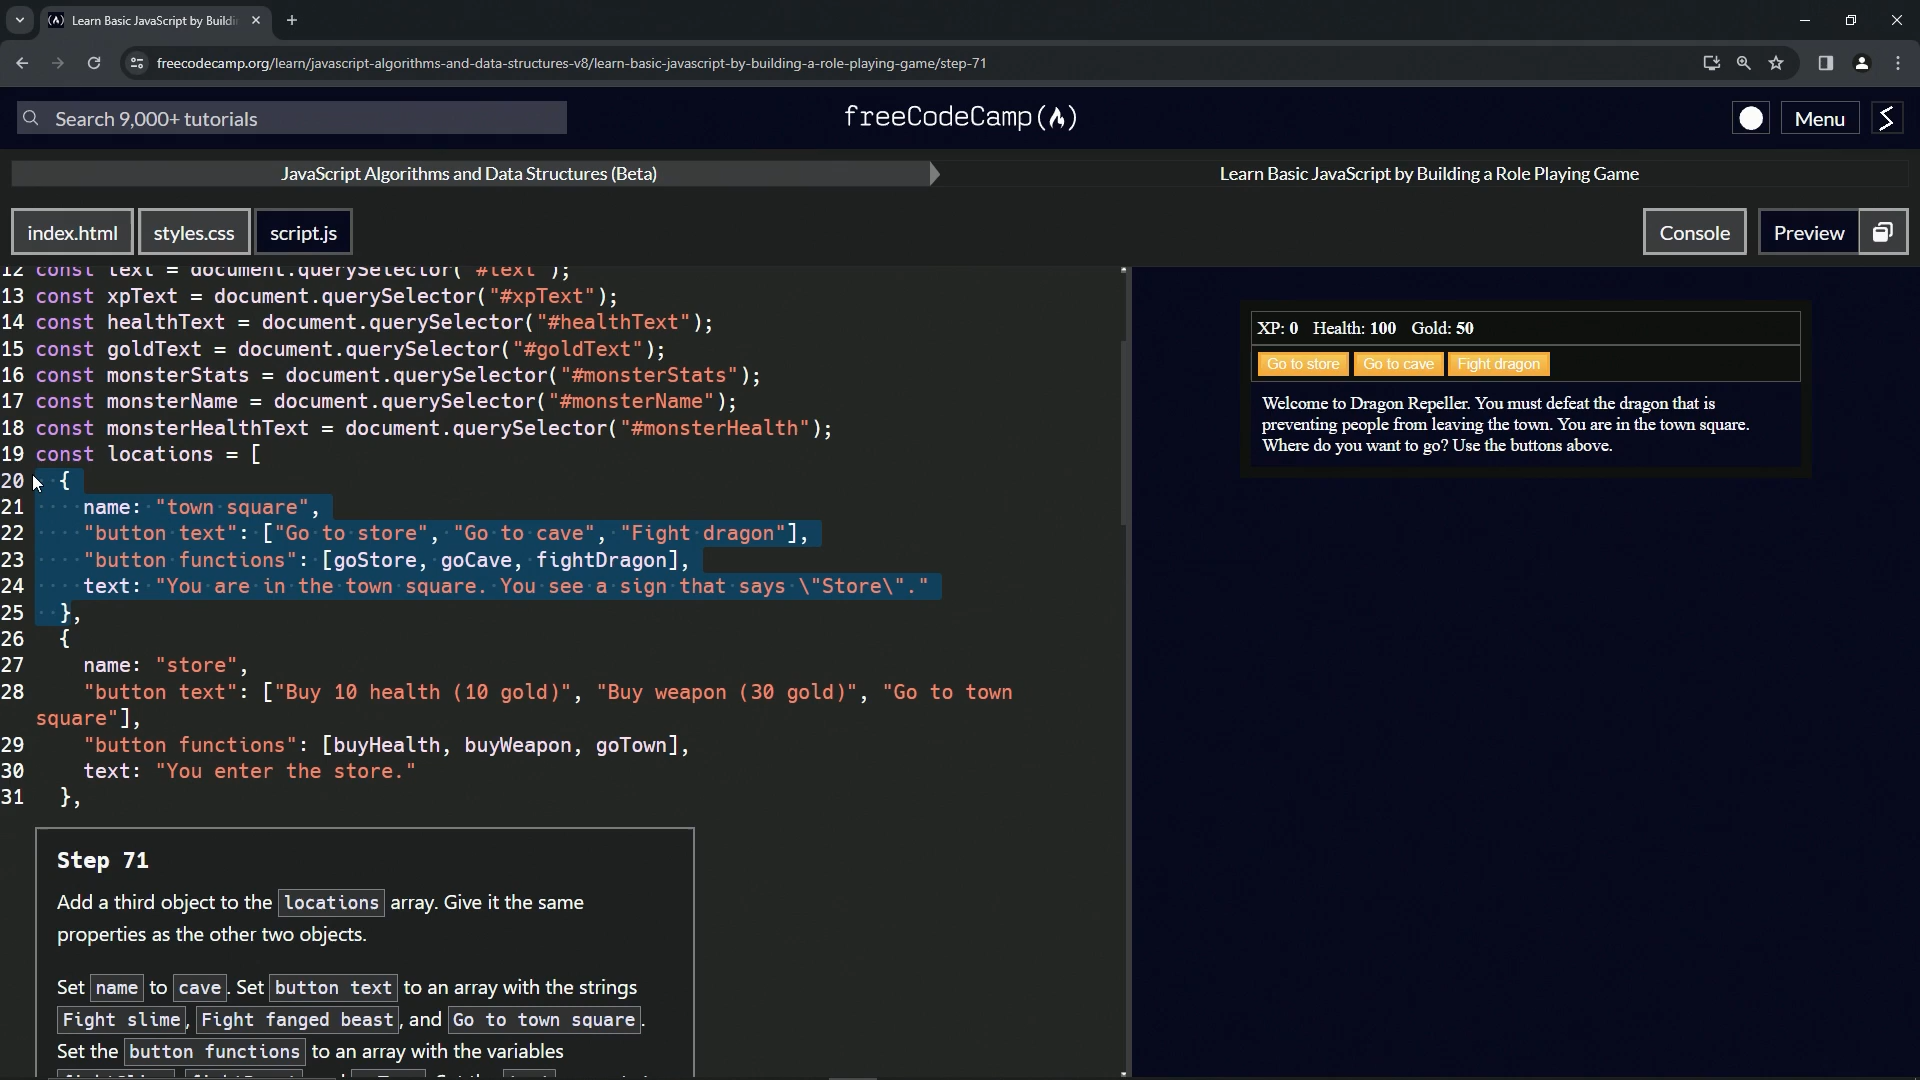 Learn Basic JavaScript by Buildi
freecodecamp.org/learn/javascript-algorithms-and-data-structures-v8/learn-basic-javascript-by-building-a-role-playing-game/step-71
Search 9,000+ tutorials
freeCodeCamp(🔥)
Menu
JavaScript Algorithms and Data Structures (Beta)
Learn Basic JavaScript by Building a Role Playing Game
index.html
styles.css
script.js
Console
Preview
12 const text = document.querySelector("#text");
13 const xpText = document.querySelector("#xpText");
14 const healthText = document.querySelector("#healthText");
15 const goldText = document.querySelector("#goldText");
16 const monsterStats = document.querySelector("#monsterStats");
17 const monsterName = document.querySelector("#monsterName");
18 const monsterHealthText = document.querySelector("#monsterHealth");
19 const locations = [
20 {
21 name: "town square",
22 "button text": ["Go to store", "Go to cave", "Fight dragon"],
23 "button functions": [goStore, goCave, fightDragon],
24 text: "You are in the town square. You see a sign that says \"Store\"."
25 },
26 {
27 name: "store",
28 "button text": ["Buy 10 health (10 gold)", "Buy weapon (30 gold)", "Go to town
square"],
29 "button functions": [buyHealth, buyWeapon, goTown],
30 text: "You enter the store."
31 },
Step 71
Add a third object to the locations array. Give it the same
properties as the other two objects.
Set name to cave. Set button text to an array with the strings
Fight slime, Fight fanged beast, and Go to town square.
Set the button functions to an array with the variables
XP: 0 Health: 100 Gold: 50
Go to store
Go to cave
Fight dragon
Welcome to Dragon Repeller. You must defeat the dragon that is
preventing people from leaving the town. You are in the town square.
Where do you want to go? Use the buttons above.